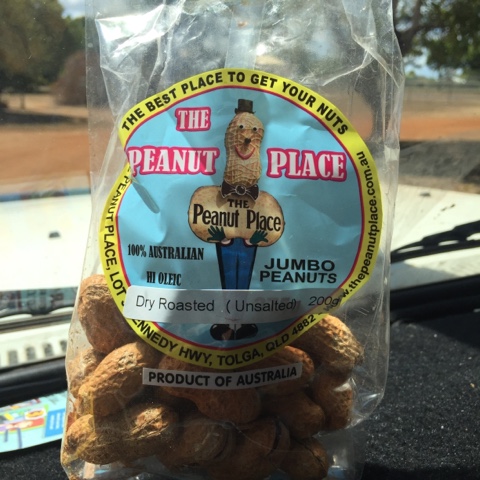 THE BEST PLACE TO GET YOUR NUTS
THE
PEANUT PLACE
THE
Peanut Place
100% AUSTRALIAN
HI OLEIC
JUMBO
PEANUTS
Dry Roasted ( Unsalted) 200g
PEANUT PLACE, LOT KENNEDY HWY, TOLGA, QLD 4882 www.thepeanutplace.com.au
PRODUCT OF AUSTRALIA